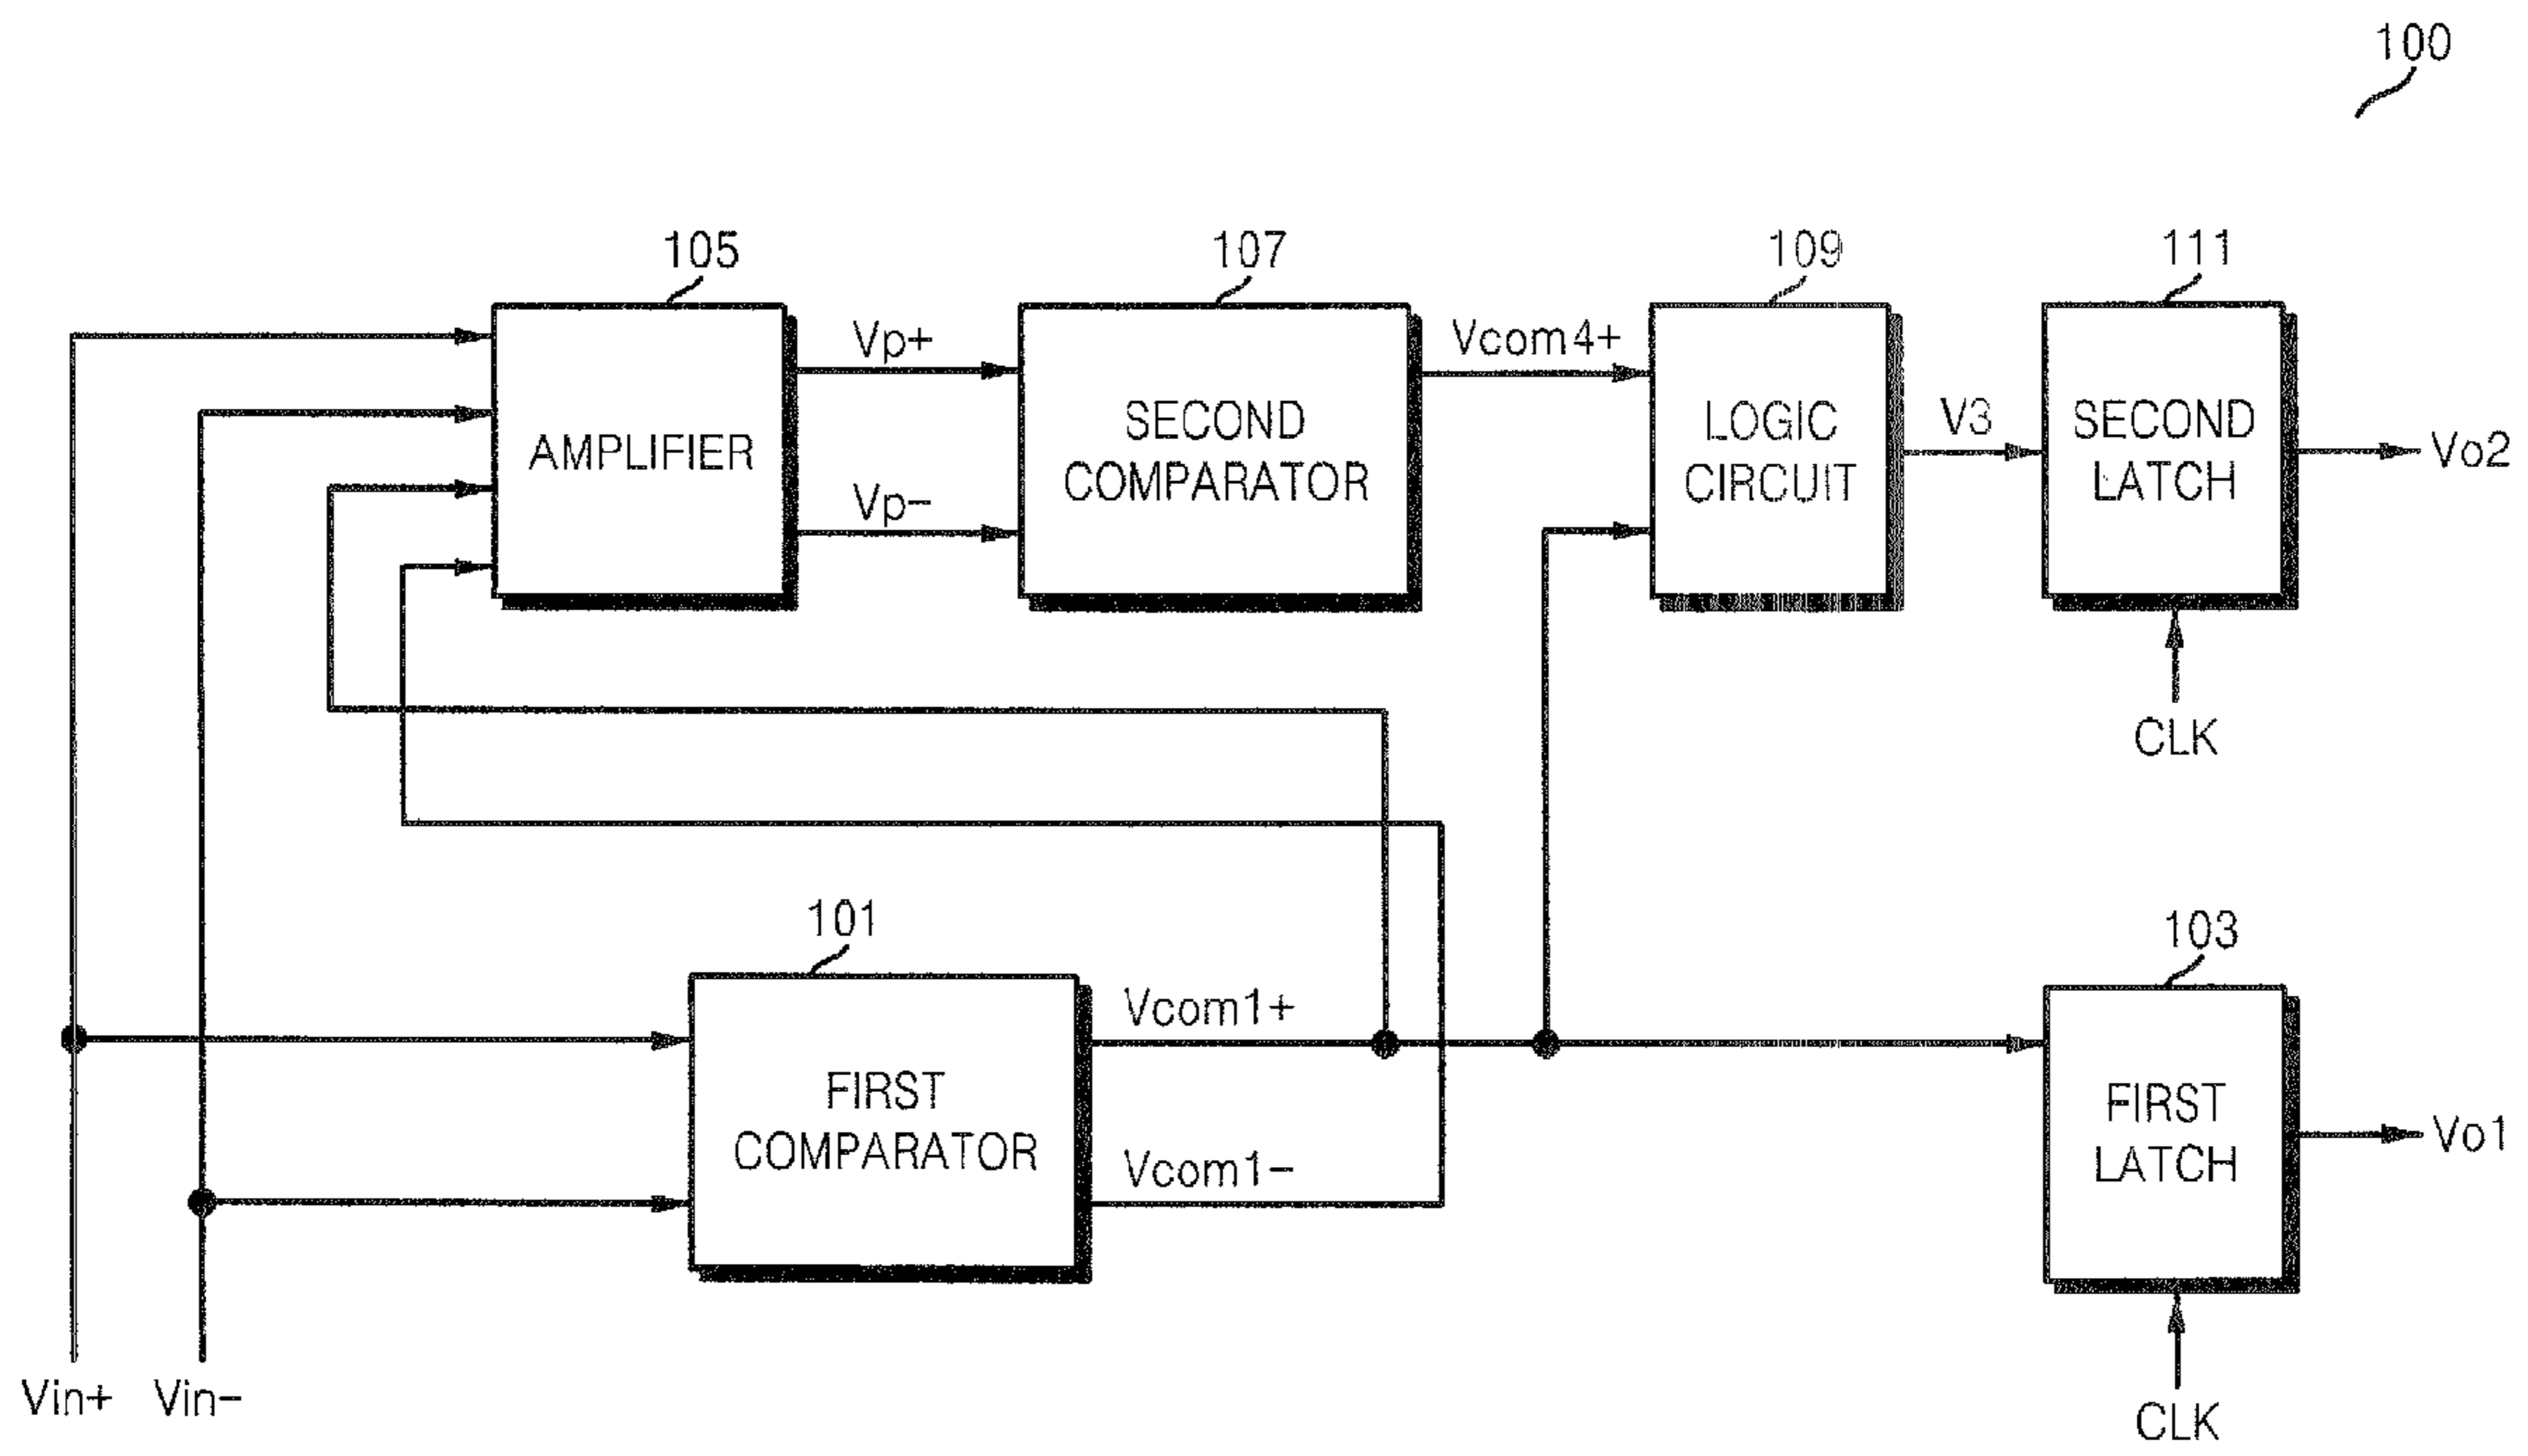 100
105
107
109
111
Vp+
Vcom4+
AMPLIFIER
SECOND
COMPARATOR
LOGIC
CIRCUIT
V3
SECOND
LATCH
Vo2
Vp-
CLK
101
103
Vcom1+
FIRST
COMPARATOR
FIRST
LATCH
Vo1
Vcom1-
Vin+
Vin-
CLK